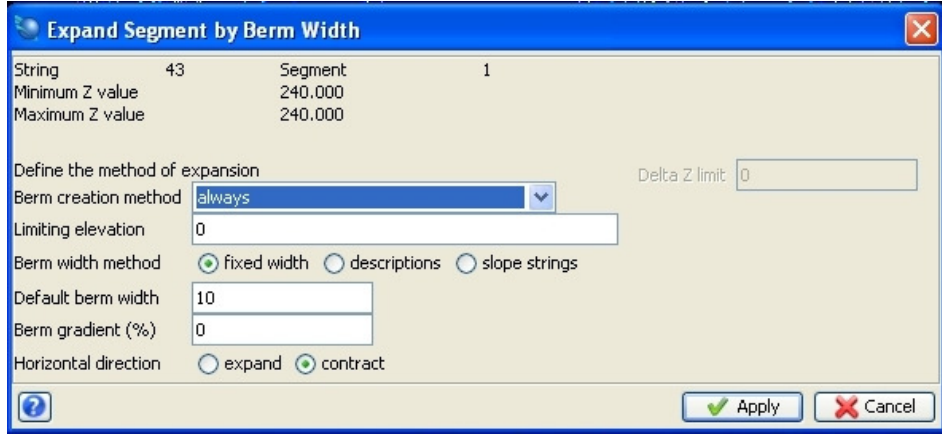 Expand Segment by Berm Width
String 43 Segment 1
Minimum Z value 240.000
Maximum Z value 240.000
Define the method of expansion
Delta Z limit 0
Berm creation method always
Limiting elevation 0
Berm width method fixed width descriptions slope strings
Default berm width 10
Berm gradient (%) 0
Horizontal direction expand contract
? Apply Cancel